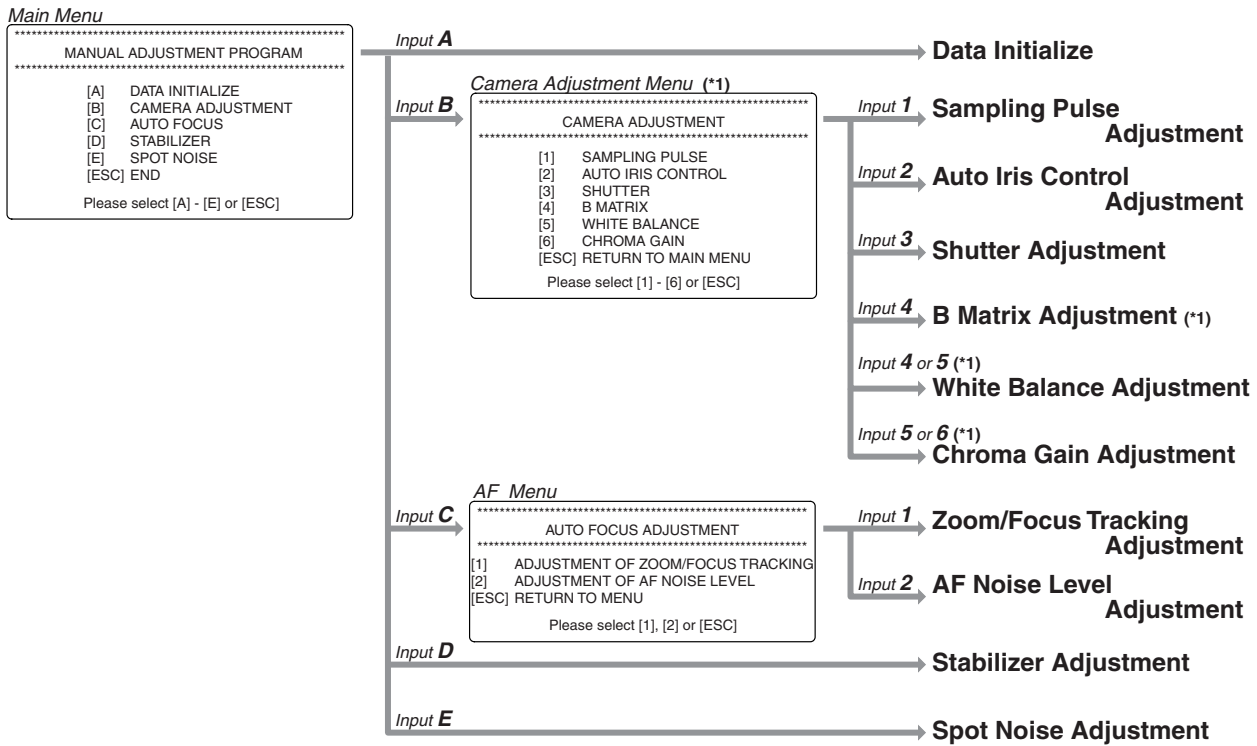 Main Menu
******************************************************************
MANUAL ADJUSTMENT PROGRAM
******************************************************************
[A] DATA INITIALIZE
[B] CAMERA ADJUSTMENT
[C] AUTO FOCUS
[D] STABILIZER
[E] SPOT NOISE
[ESC] END
Please select [A] - [E] or [ESC]
Input A
Data Initialize
Input B
Camera Adjustment Menu (*1)
******************************************************************
CAMERA ADJUSTMENT
******************************************************************
[1] SAMPLING PULSE
[2] AUTO IRIS CONTROL
[3] SHUTTER
[4] B MATRIX
[5] WHITE BALANCE
[6] CHROMA GAIN
[ESC] RETURN TO MAIN MENU
Please select [1] - [6] or [ESC]
Input 1
Sampling Pulse
Adjustment
Input 2
Auto Iris Control
Adjustment
Input 3
Shutter Adjustment
Input 4
B Matrix Adjustment (*1)
Input 4 or 5 (*1)
White Balance Adjustment
Input 5 or 6 (*1)
Chroma Gain Adjustment
Input C
AF Menu
******************************************************************
AUTO FOCUS ADJUSTMENT
******************************************************************
[1] ADJUSTMENT OF ZOOM/FOCUS TRACKING
[2] ADJUSTMENT OF AF NOISE LEVEL
[ESC] RETURN TO MENU
Please select [1], [2] or [ESC]
Input 1
Zoom/Focus Tracking
Adjustment
Input 2
AF Noise Level
Adjustment
Input D
Stabilizer Adjustment
Input E
Spot Noise Adjustment